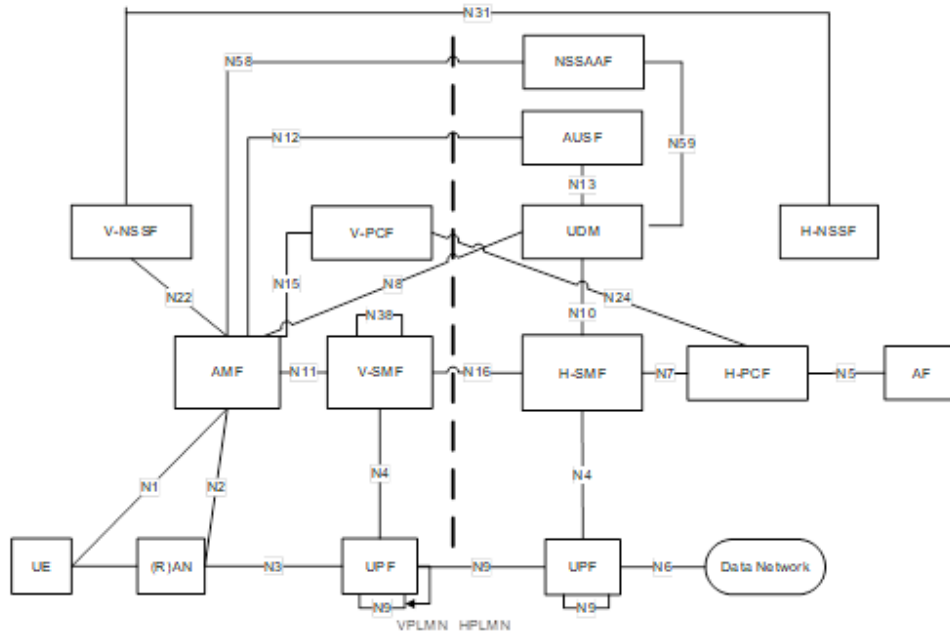 N31
N58
NSSAAF
N12
AUSF
N59
N13
V-NSSF
V-PCF
UDM
H-NSSF
N22
N15
N8
N24
N38
N10
AMF
N11
V-SMF
N16
H-SMF
N7
H-PCF
N5
AF
N1
N2
N4
N4
UE
(R)AN
N3
UPF
N9
UPF
N6
Data Network
N9
N9
VPLMN HPLMN